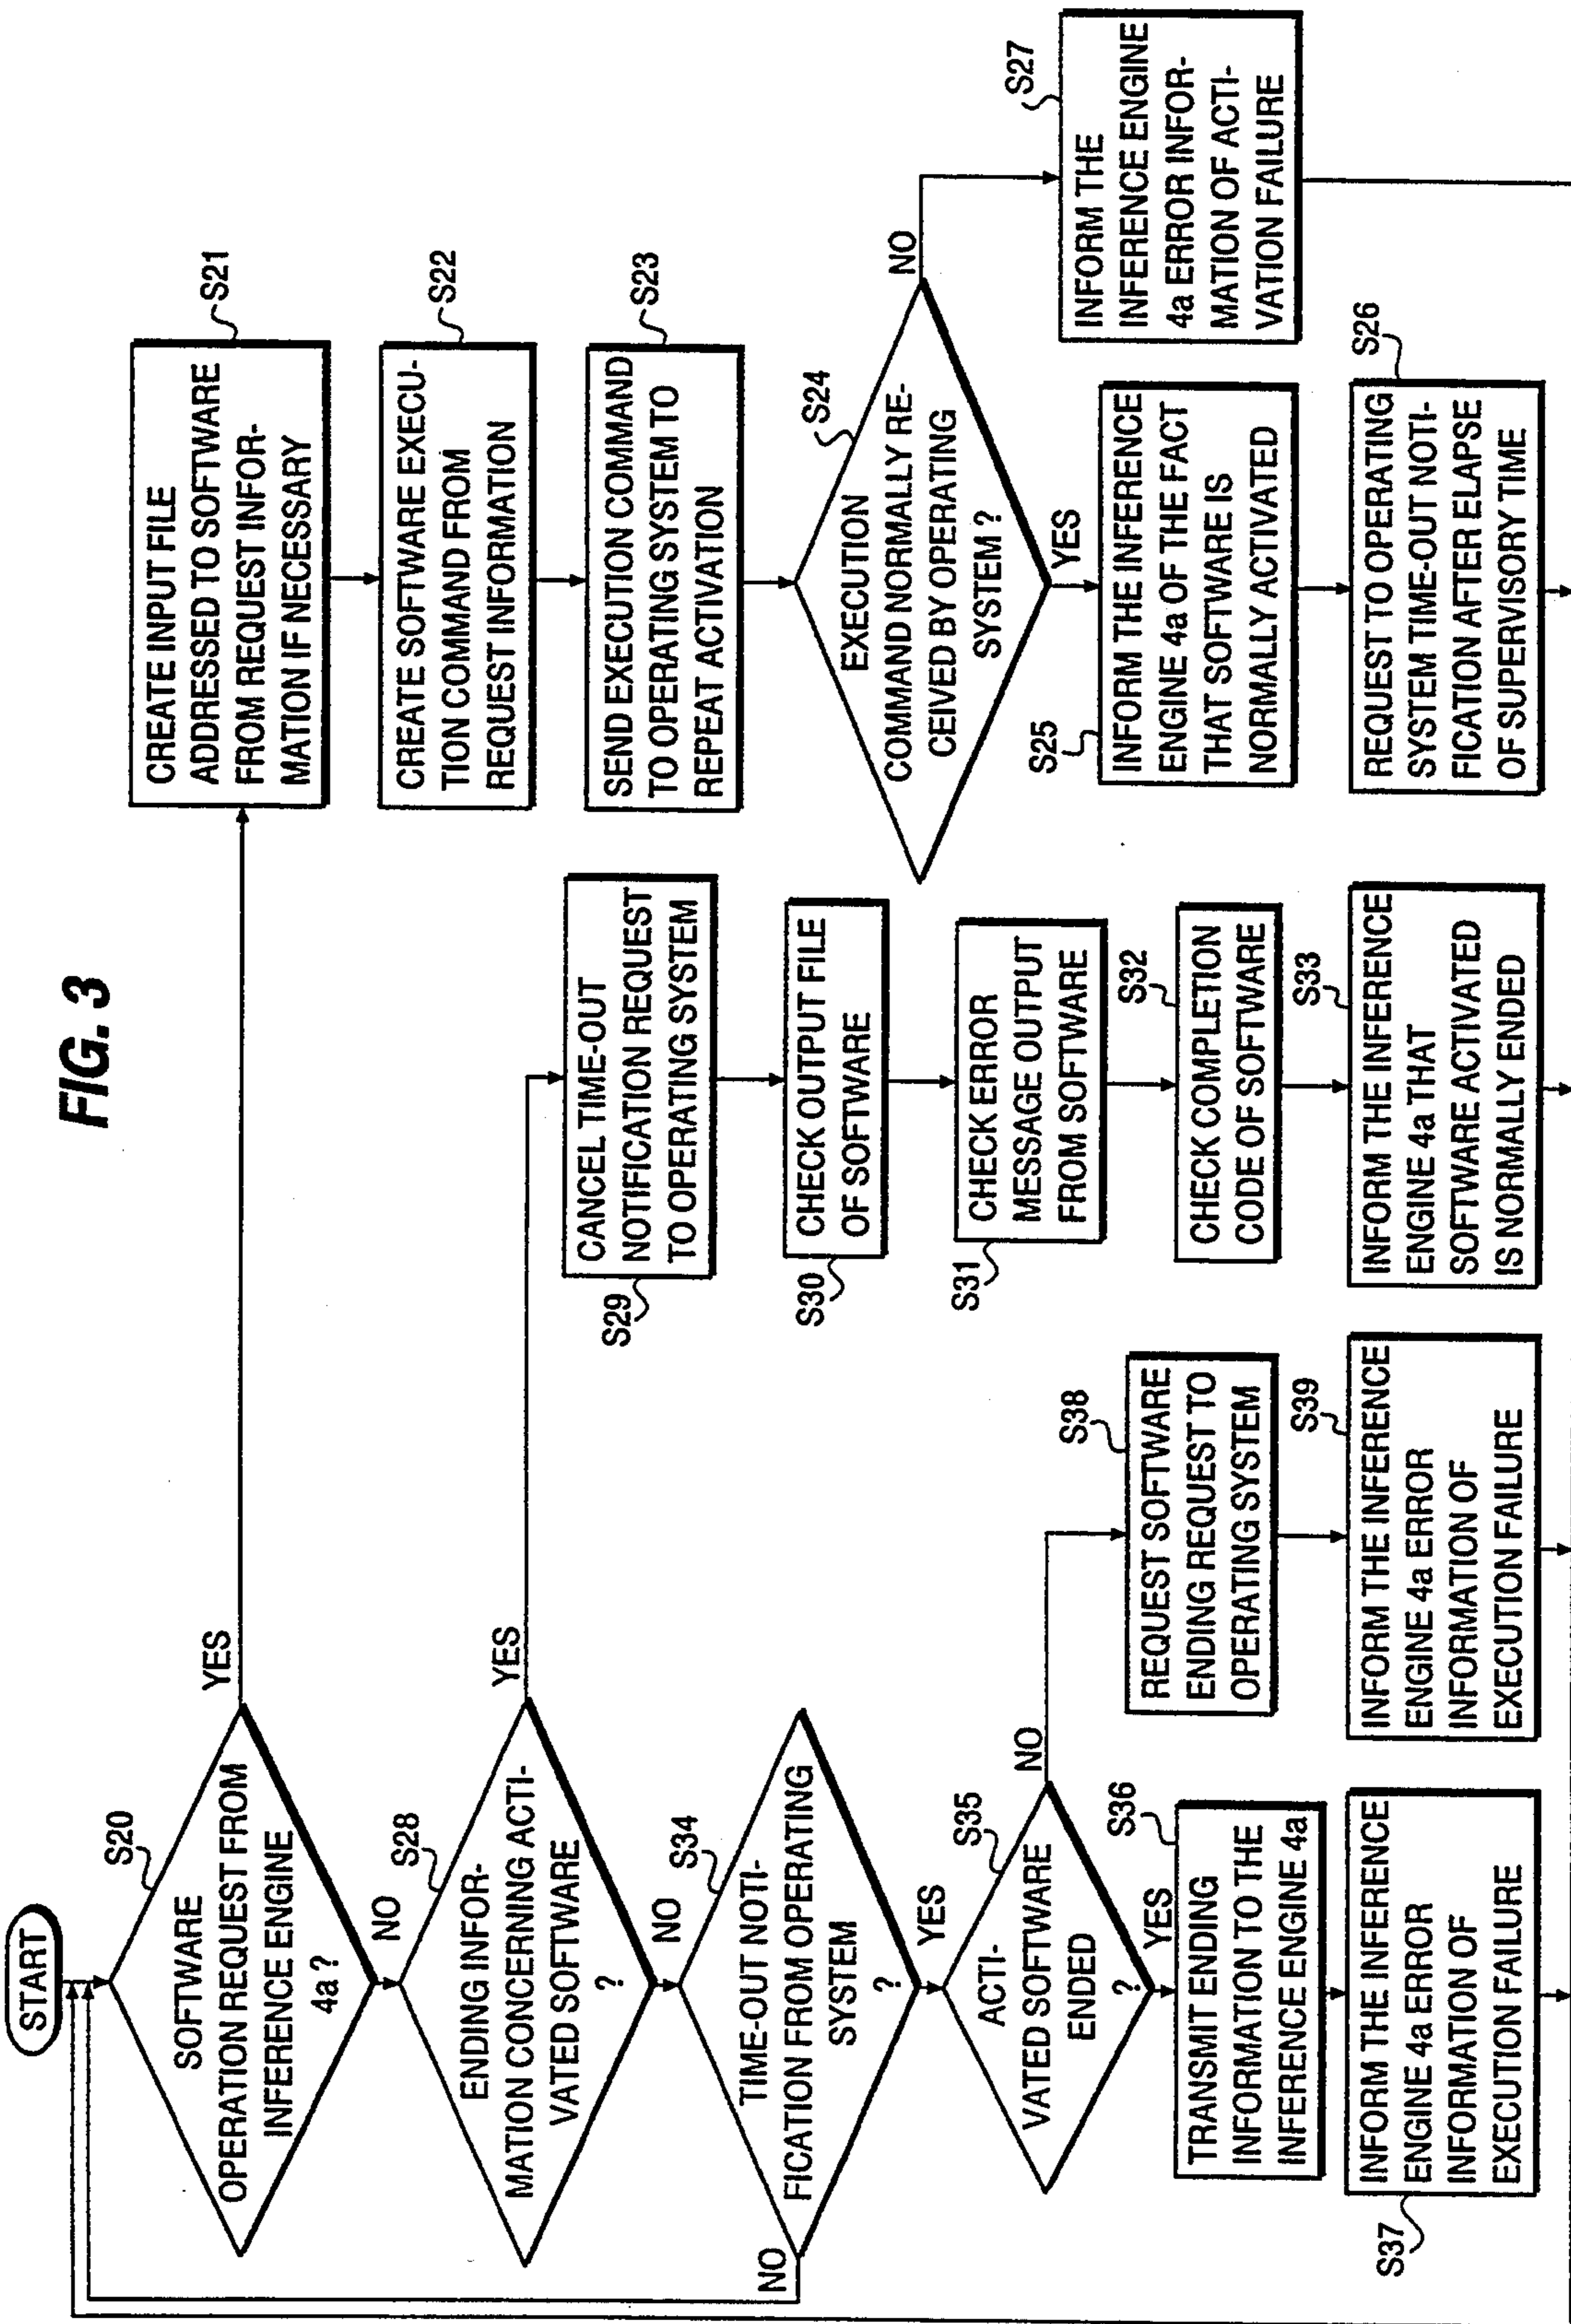 FIG. 3
START
SOFTWARE
OPERATION REQUEST FROM
INFERENCE ENGINE
4a ?
S20
YES
NO
CREATE INPUT FILE
ADDRESSED TO SOFTWARE
FROM REQUEST INFOR-
MATION IF NECESSARY
S21
CREATE SOFTWARE EXECU-
TION COMMAND FROM
REQUEST INFORMATION
S22
SEND EXECUTION COMMAND
TO OPERATING SYSTEM TO
REPEAT ACTIVATION
S23
EXECUTION
COMMAND NORMALLY RE-
CEIVED BY OPERATING
SYSTEM ?
S24
NO
YES
S25
INFORM THE INFERENCE
ENGINE 4a OF THE FACT
THAT SOFTWARE IS
NORMALLY ACTIVATED
REQUEST TO OPERATING
SYSTEM TIME-OUT NOTI-
FICATION AFTER ELAPSE
OF SUPERVISORY TIME
S26
INFORM THE
INFERENCE ENGINE
4a ERROR INFOR-
MATION OF ACTI-
VATION FAILURE
S27
ENDING INFOR-
MATION CONCERNING ACTI-
VATED SOFTWARE
?
S28
YES
NO
CANCEL TIME-OUT
NOTIFICATION REQUEST
TO OPERATING SYSTEM
S29
CHECK OUTPUT FILE
OF SOFTWARE
S30
CHECK ERROR
MESSAGE OUTPUT
FROM SOFTWARE
S31
CHECK COMPLETION
CODE OF SOFTWARE
S32
INFORM THE INFERENCE
ENGINE 4a THAT
SOFTWARE ACTIVATED
IS NORMALLY ENDED
S33
TIME-OUT NOTI-
FICATION FROM OPERATING
SYSTEM
?
S34
NO
YES
ACTI-
VATED SOFTWARE
ENDED
?
S35
NO
YES
TRANSMIT ENDING
INFORMATION TO THE
INFERENCE ENGINE 4a
S36
INFORM THE INFERENCE
ENGINE 4a ERROR
INFORMATION OF
EXECUTION FAILURE
S37
REQUEST SOFTWARE
ENDING REQUEST TO
OPERATING SYSTEM
S38
INFORM THE INFERENCE
ENGINE 4a ERROR
INFORMATION OF
EXECUTION FAILURE
S39